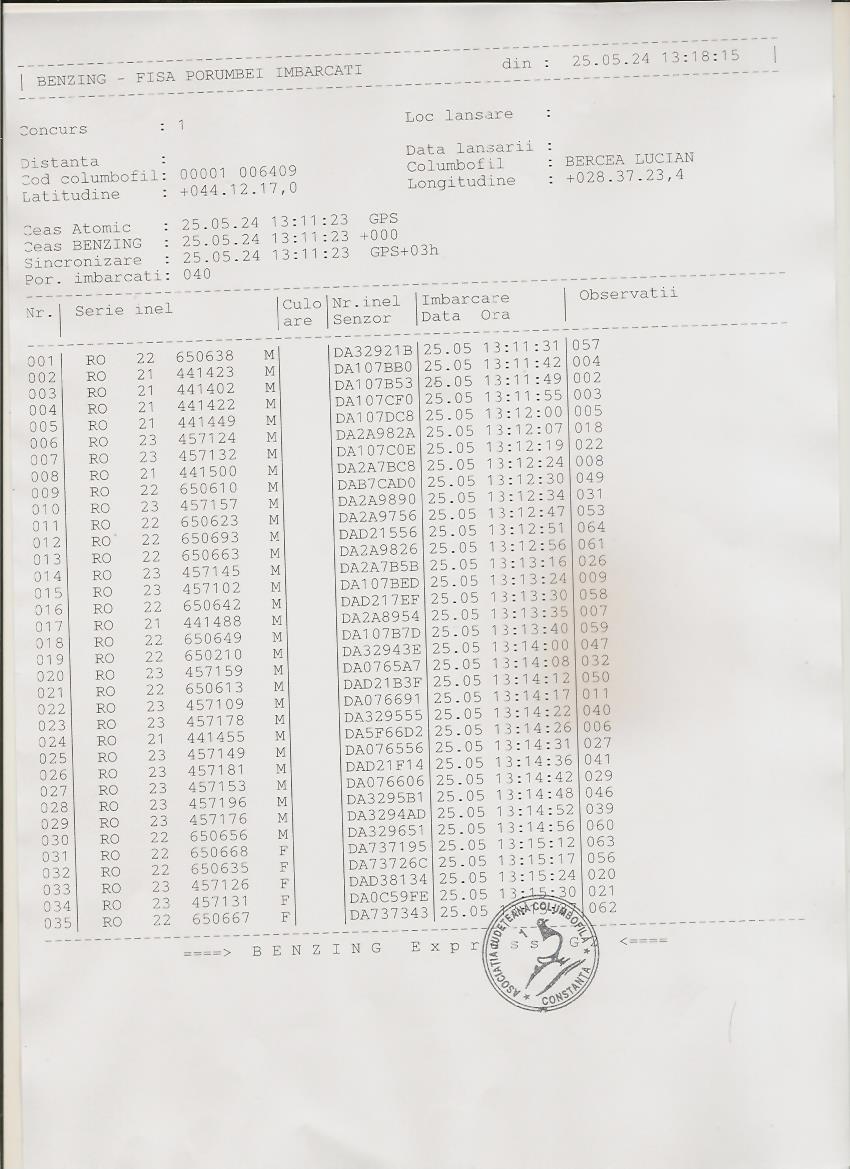 BENZING - FISA PORUMBEI IMBARCATI din : 25.05.24 13:18:15
Concurs : 1 Loc lansare :
Distanta : Data lansarii :
Cod columbofil: 00001 006409 Columbofil : BERCEA LUCIAN
Latitudine : +044.12.17,0 Longitudine : +028.37.23,4
Ceas Atomic : 25.05.24 13:11:23 GPS
Ceas BENZING : 25.05.24 13:11:23 +000
Sincronizare : 25.05.24 13:11:23 GPS+03h
Por. imbarcati: 040
Nr.| Serie inel |Culo|Nr.inel |Imbarcare | Observatii
| |are |Senzor |Data Ora |
001| RO 22 650638 M| |DA32921B|25.05 13:11:31|057
002| RO 21 441423 M| |DA107BB0|25.05 13:11:42|004
003| RO 21 441402 M| |DA107B53|25.05 13:11:49|002
004| RO 21 441422 M| |DA107CF0|25.05 13:11:55|003
005| RO 21 441449 M| |DA107DC8|25.05 13:12:00|005
006| RO 23 457124 M| |DA2A982A|25.05 13:12:07|018
007| RO 23 457132 M| |DA107C0E|25.05 13:12:19|022
008| RO 21 441500 M| |DA2A7BC8|25.05 13:12:24|008
009| RO 22 650610 M| |DAB7CAD0|25.05 13:12:30|049
010| RO 23 457157 M| |DA2A9890|25.05 13:12:34|031
011| RO 22 650623 M| |DA2A9756|25.05 13:12:47|053
012| RO 22 650693 M| |DAD21556|25.05 13:12:51|064
013| RO 22 650663 M| |DA2A9826|25.05 13:12:56|061
014| RO 23 457145 M| |DA2A7B5B|25.05 13:13:16|026
015| RO 23 457102 M| |DA107BED|25.05 13:13:24|009
016| RO 22 650642 M| |DAD217EF|25.05 13:13:30|058
017| RO 21 441488 M| |DA2A8954|25.05 13:13:35|007
018| RO 22 650649 M| |DA107B7D|25.05 13:13:40|059
019| RO 22 650210 M| |DA32943E|25.05 13:14:00|047
020| RO 23 457159 M| |DA0765A7|25.05 13:14:08|032
021| RO 22 650613 M| |DAD21B3F|25.05 13:14:12|050
022| RO 23 457109 M| |DA076691|25.05 13:14:17|011
023| RO 23 457178 M| |DA329555|25.05 13:14:22|040
024| RO 21 441455 M| |DA5F66D2|25.05 13:14:26|006
025| RO 23 457149 M| |DA076556|25.05 13:14:31|027
026| RO 23 457181 M| |DAD21F14|25.05 13:14:36|041
027| RO 23 457153 M| |DA076606|25.05 13:14:42|029
028| RO 23 457196 M| |DA3295B1|25.05 13:14:48|046
029| RO 23 457176 M| |DA3294AD|25.05 13:14:52|039
030| RO 22 650656 M| |DA329651|25.05 13:14:56|060
031| RO 22 650668 F| |DA737195|25.05 13:15:12|063
032| RO 22 650635 F| |DA73726C|25.05 13:15:17|056
033| RO 23 457126 F| |DAD38134|25.05 13:15:24|020
034| RO 23 457131 F| |DA0C59FE|25.05 13:15:30|021
035| RO 22 650667 F| |DA737343|25.05 |062
====> B E N Z I N G E x p r s s G <====
ASOCIATIA JUDETEANA COLUMBOFILA
* CONSTANTA *